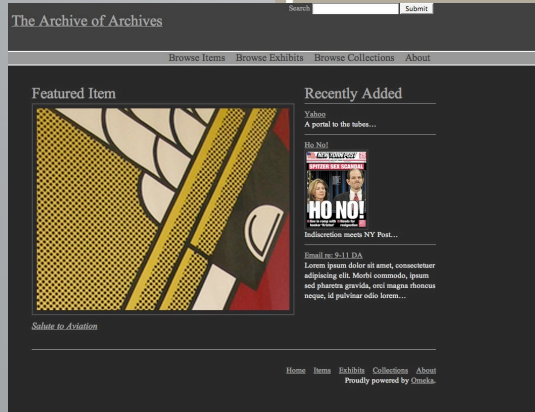 Search Submit
The Archive of Archives
Browse Items Browse Exhibits Browse Collections About
Featured Item
Salute to Aviation
Recently Added
Yahoo
A portal to the tubes...
Ho No!
NEW YORK POST
SPITZER SEX SCANDAL
HO NO!
Indiscretion meets NY Post...
Email re: 9-11 DA
Lorem ipsum dolor sit amet, consectetuer
adipiscing elit. Morbi commodo, ipsum
sed pharetra gravida, orci magna rhoncus
neque, id pulvinar odio lorem...
Home Items Exhibits Collections About
Proudly powered by Omeka.